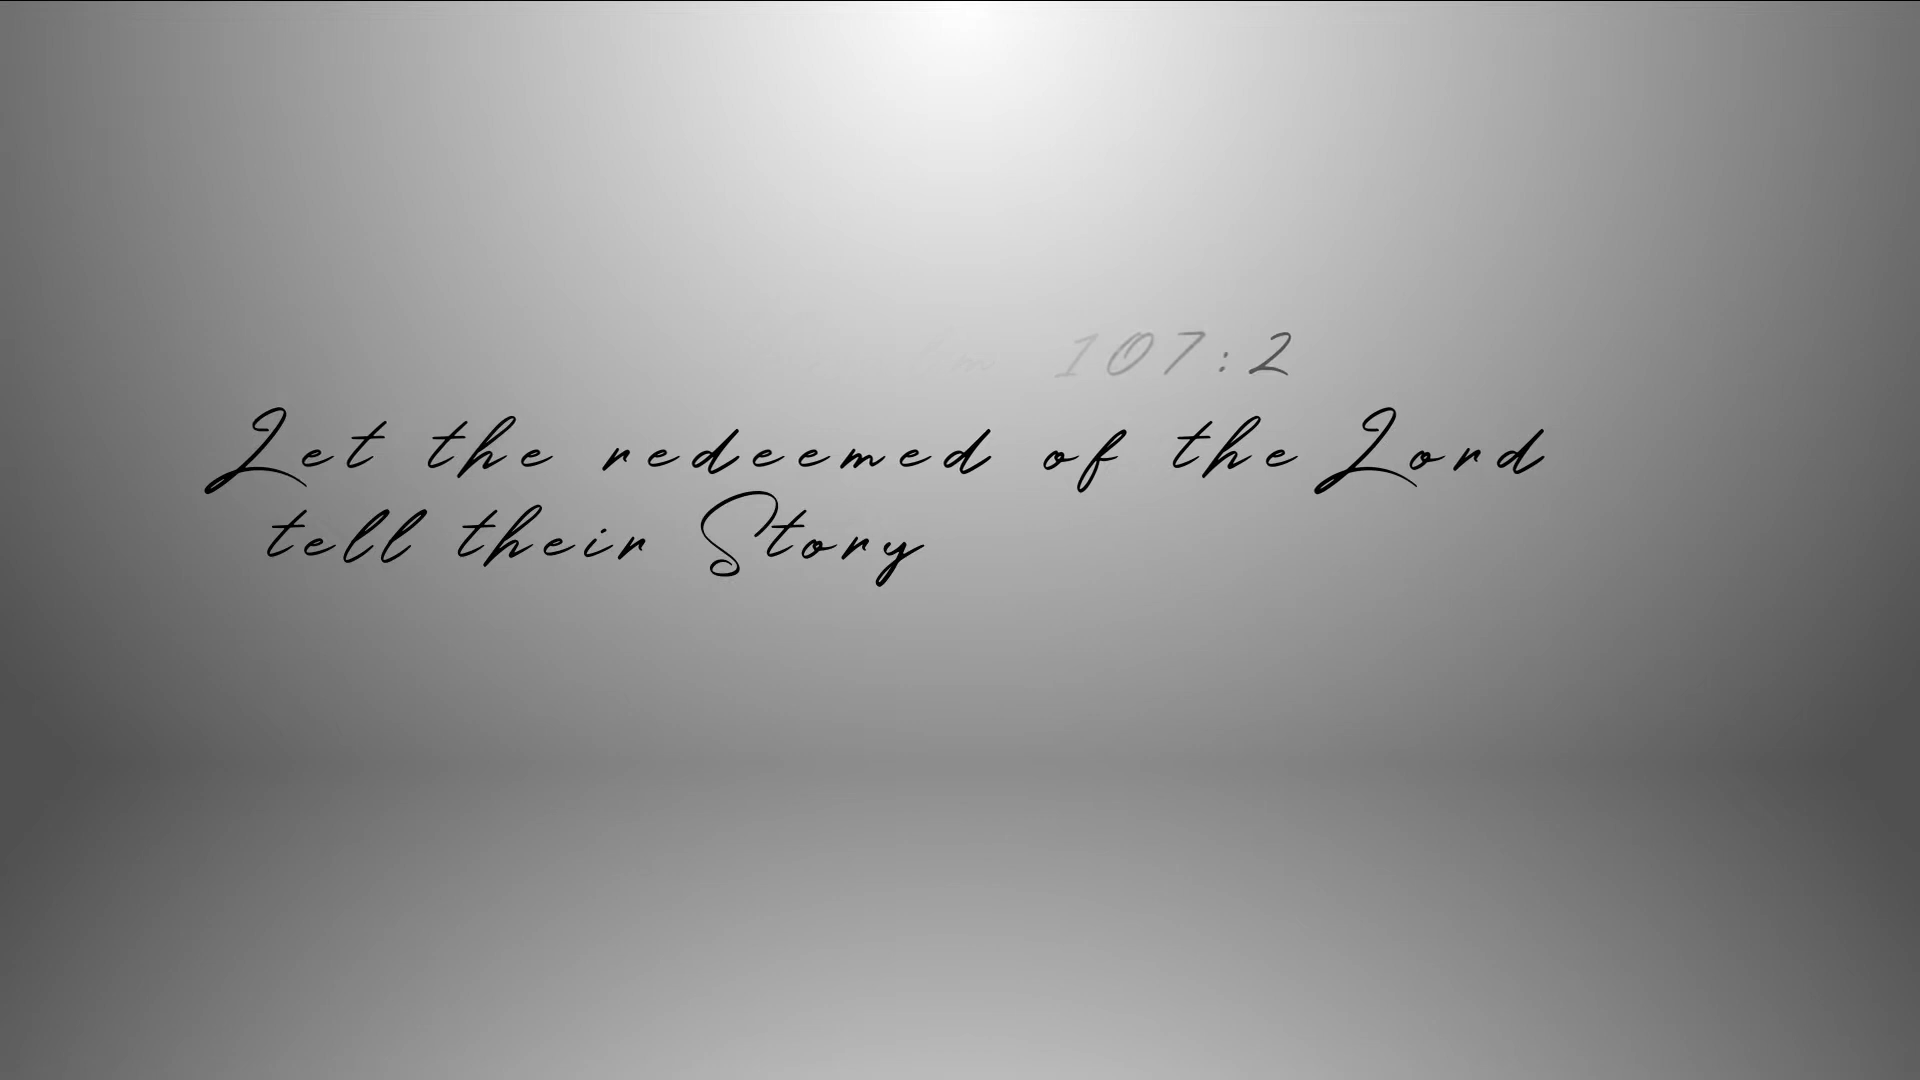 107:2
Let the redeemed of the Lord
tell their Story